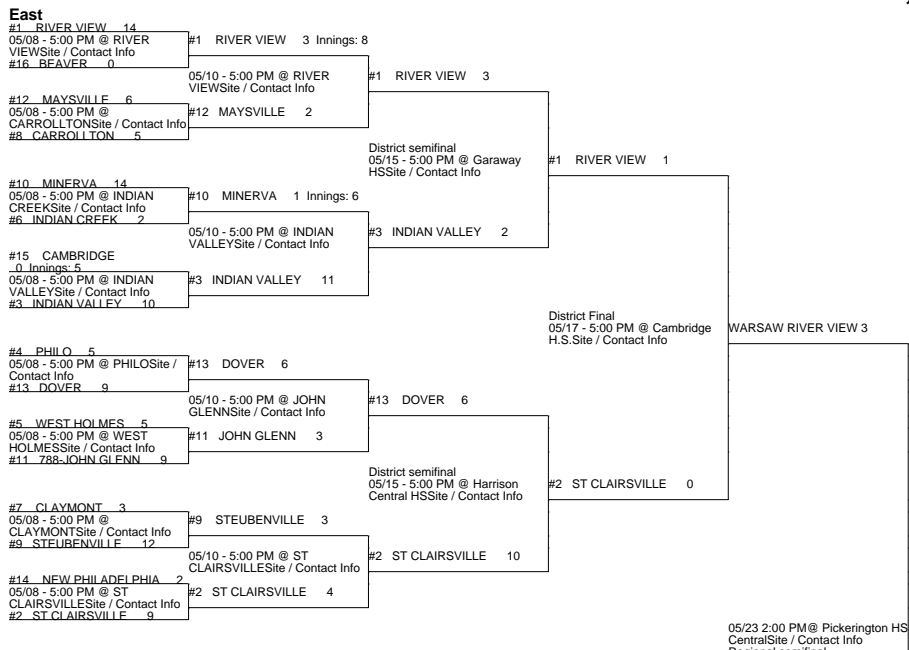 East
#1 RIVER VIEW 14
05/08 - 5:00 PM @ RIVER
VIEWSite / Contact Info
#16 BEAVER 0
#1 RIVER VIEW 3 Innings: 8
05/10 - 5:00 PM @ RIVER
VIEWSite / Contact Info
#12 MAYSVILLE 6
05/08 - 5:00 PM @
CARROLLTONSite / Contact Info
#8 CARROLLTON 5
#12 MAYSVILLE 2
#1 RIVER VIEW 3
District semifinal
05/15 - 5:00 PM @ Garaway
HSSite / Contact Info
#10 MINERVA 14
05/08 - 5:00 PM @ INDIAN
CREEKSite / Contact Info
#6 INDIAN CREEK 2
#10 MINERVA 1 Innings: 6
05/10 - 5:00 PM @ INDIAN
VALLEYSite / Contact Info
#15 CAMBRIDGE
0 Innings: 5
05/08 - 5:00 PM @ INDIAN
VALLEYSite / Contact Info
#3 INDIAN VALLEY 10
#3 INDIAN VALLEY 11
#3 INDIAN VALLEY 2
#1 RIVER VIEW 1
District Final
05/17 - 5:00 PM @ Cambridge
H.S.Site / Contact Info
WARSAW RIVER VIEW 3
#4 PHILO 5
05/08 - 5:00 PM @ PHILOSite /
Contact Info
#13 DOVER 9
#13 DOVER 6
05/10 - 5:00 PM @ JOHN
GLENNSite / Contact Info
#5 WEST HOLMES 5
05/08 - 5:00 PM @ WEST
HOLMESSite / Contact Info
#11 788-JOHN GLENN 9
#11 JOHN GLENN 3
#13 DOVER 6
District semifinal
05/15 - 5:00 PM @ Harrison
Central HSSite / Contact Info
#7 CLAYMONT 3
05/08 - 5:00 PM @
CLAYMONTSite / Contact Info
#9 STEUBENVILLE 12
#9 STEUBENVILLE 3
05/10 - 5:00 PM @ ST
CLAIRSVILLESite / Contact Info
#14 NEW PHILADELPHIA 2
05/08 - 5:00 PM @ ST
CLAIRSVILLESite / Contact Info
#2 ST CLAIRSVILLE 9
#2 ST CLAIRSVILLE 4
#2 ST CLAIRSVILLE 10
#2 ST CLAIRSVILLE 0
05/23 2:00 PM@ Pickerington HS
CentralSite / Contact Info
Regional semifinal